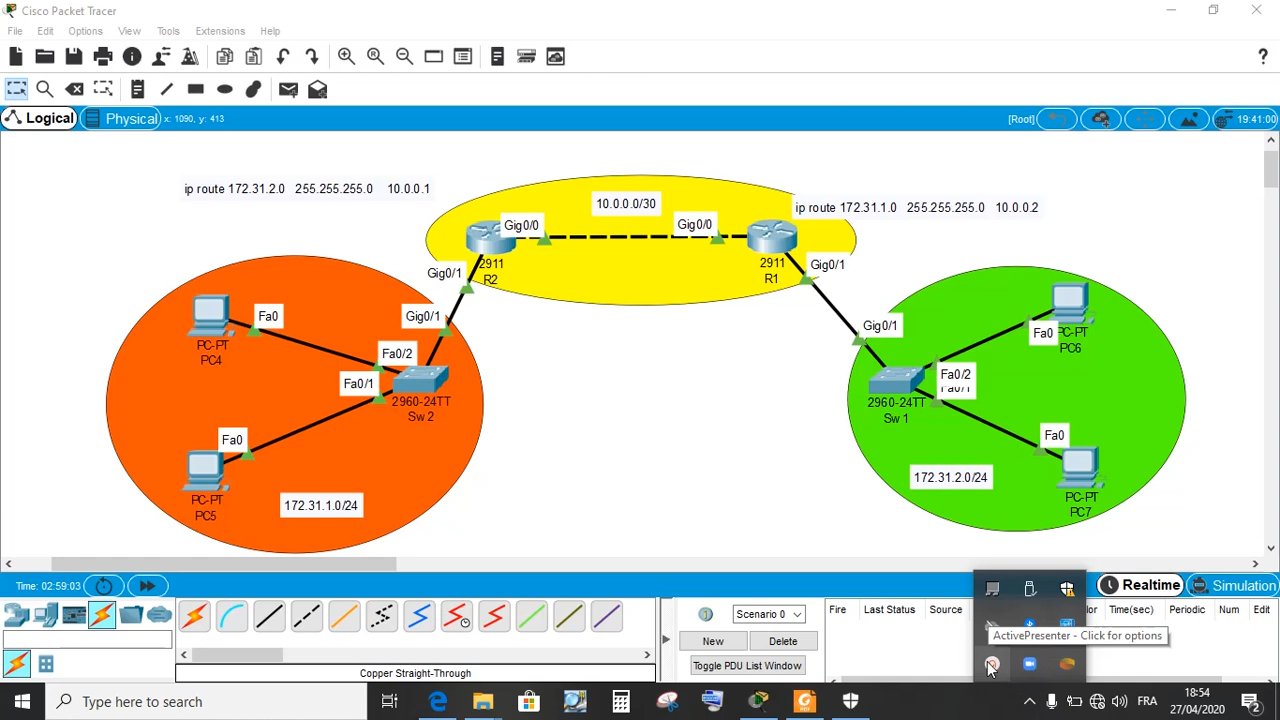 Cisco Packet Tracer
File Edit Options View Tools Extensions Help
?
Logical Physical x: 1090, y: 413 [Root] 19:41:00
ip route 172.31.2.0 255.255.255.0 10.0.0.1
10.0.0.0/30
ip route 172.31.1.0 255.255.255.0 10.0.0.2
Gig0/0 Gig0/0
2911
R2
2911
R1
Gig0/1 Gig0/1
Gig0/1 Gig0/1
Fa0
PC-PT
PC4
Fa0/2
Fa0/1
2960-24TT
Sw 2
Fa0
PC-PT
PC5
172.31.1.0/24
Fa0
PC-PT
PC6
Fa0/2
Fa0/1
2960-24TT
Sw 1
Fa0
PC-PT
PC7
172.31.2.0/24
Time: 02:59:03 Realtime Simulation
Scenario 0
Fire Last Status Source Time(sec) Periodic Num Edit
New Delete
Toggle PDU List Window
ActivePresenter - Click for options
Copper Straight-Through
Type here to search
FRA
18:54
27/04/2020
2